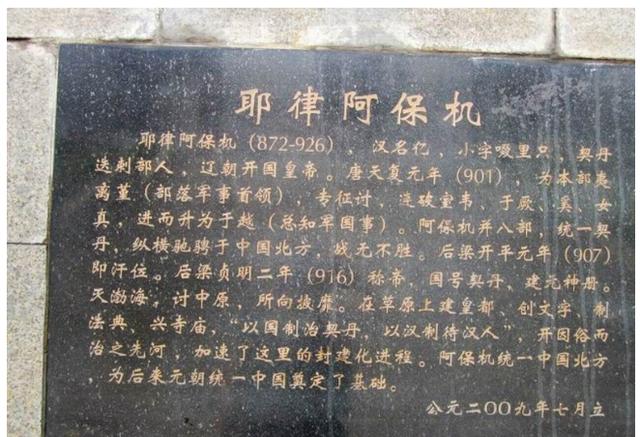 耶律阿保机
耶律阿保机（872-926），汉名亿，小字啜里只，契丹
迭刺部人，辽朝开国皇帝。唐天复元年（901），为本部夷
离堇（部落军事首领），专征讨，连破室韦、于厥、奚、女
真，进而升为于越（总知军国事）。阿保机并八部，统一契
丹，纵横驰骋于中国北方，战无不胜。后梁开平元年（907）
即汗位。后梁贞明二年（916）称帝，国号契丹、建元神册。
灭渤海，讨中原，所向披靡。在草原上建皇都、创文字、制
法典、兴寺庙，“以国制治契丹，以汉制待汉人”，开因俗而
治之先河，加速了这里的封建化进程。阿保机统一中国北方
，为后来元朝统一中国奠定了基础。
公元二〇〇九年七月立